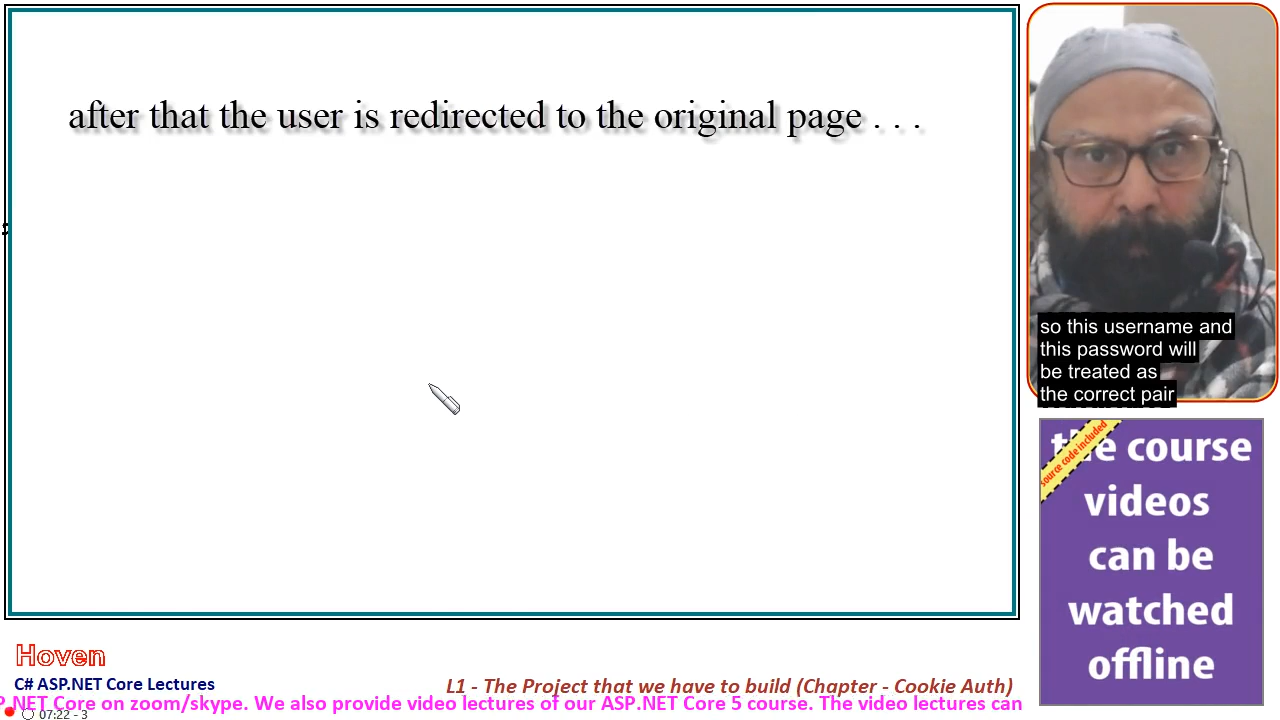 after that the user is redirected to the original page . . .
so this username and
this password will
be treated as
the correct pair
source code included
the course
videos
can be
watched
offline
Hoven
C# ASP.NET Core Lectures
L1 - The Project that we have to build (Chapter - Cookie Auth)
P.NET Core on zoom/skype. We also provide video lectures of our ASP.NET Core 5 course. The video lectures can
07:22 - 3